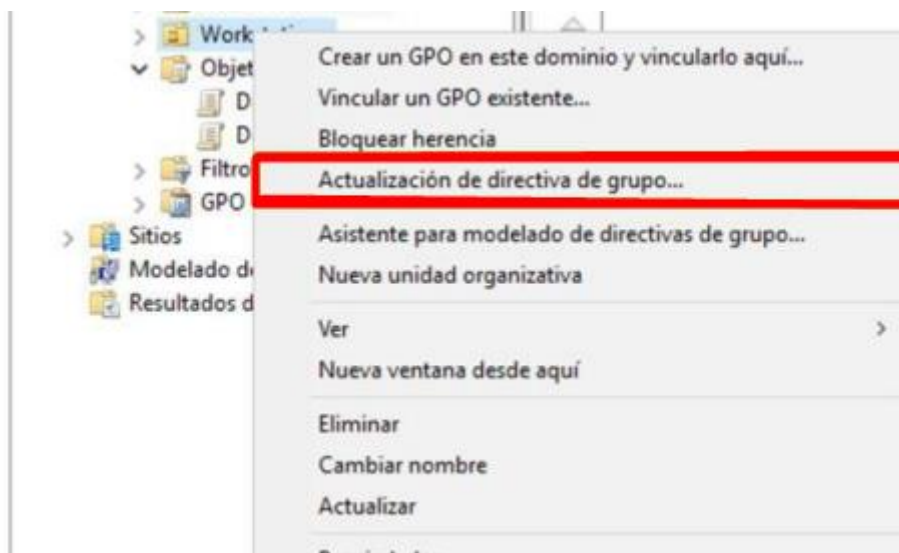 Work
Objet
D
D
Filtro
GPO
Sitios
Modelado de
Resultados d
Crear un GPO en este dominio y vincularlo aquí...
Vincular un GPO existente...
Bloquear herencia
Actualización de directiva de grupo...
Asistente para modelado de directivas de grupo...
Nueva unidad organizativa
Ver
Nueva ventana desde aquí
Eliminar
Cambiar nombre
Actualizar